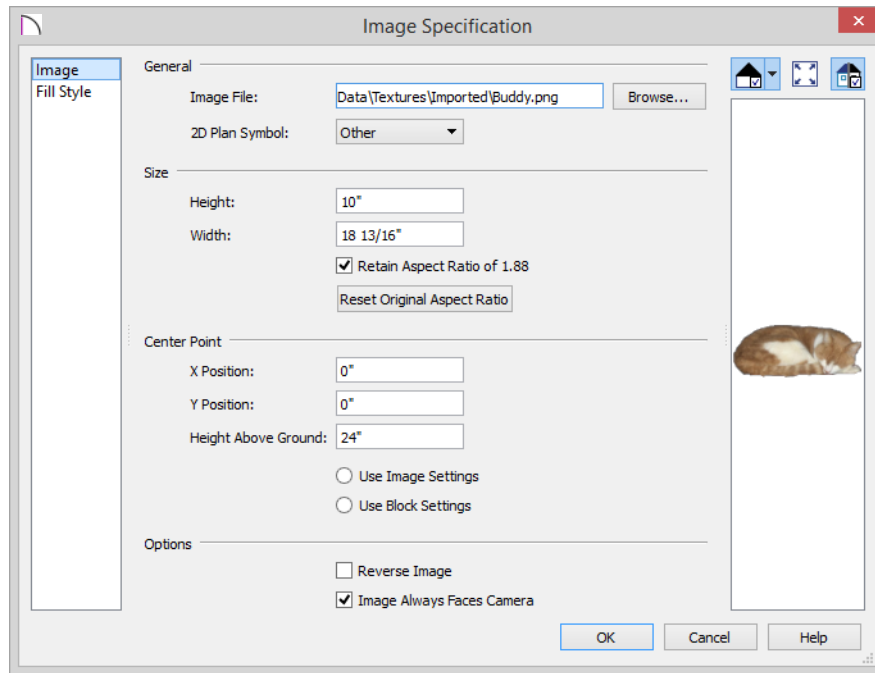 Image Specification
Image
Fill Style
General
Image File: Data\Textures\Imported\Buddy.png Browse...
2D Plan Symbol: Other
Size
Height: 10"
Width: 18 13/16"
Retain Aspect Ratio of 1.88
Reset Original Aspect Ratio
Center Point
X Position: 0"
Y Position: 0"
Height Above Ground: 24"
Use Image Settings
Use Block Settings
Options
Reverse Image
Image Always Faces Camera
OK Cancel Help